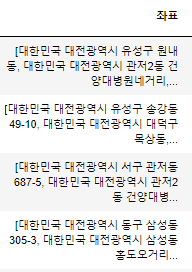 좌표
[대한민국 대전광역시 유성구 원내
동, 대한민국 대전광역시 관저2동 건
양대병원네거리,...
[대한민국 대전광역시 유성구 송강동
49-10, 대한민국 대전광역시 대덕구
목상동,...
[대한민국 대전광역시 서구 관저동
687-5, 대한민국 대전광역시 관저2
동 건양대병...
[대한민국 대전광역시 동구 삼성동
305-3, 대한민국 대전광역시 삼성동
홍도오거리...